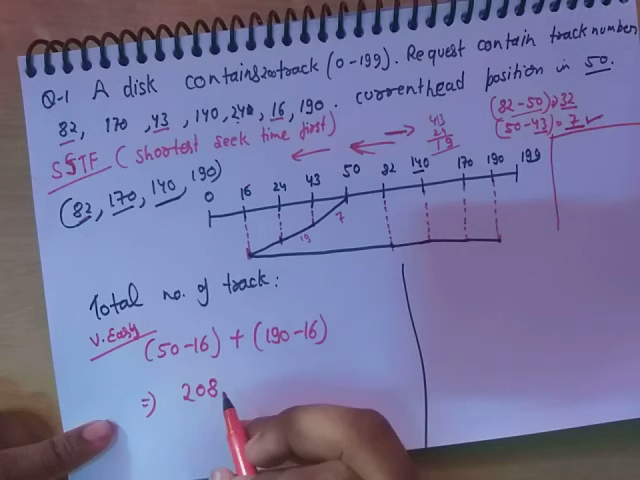 Q-1 A disk contains 200 track (0-199). Request contain track number
82, 170, 43, 140, 24, 16, 190. current head position in 50.
(82-50)=32
(50-43)=7 ✓
SSTF (shortest seek time first)
43
24
19
(82, 170, 140, 190)
0 16 24 43 50 82 140 170 190 199
19 7
Total no. of track:
V. Easy
(50-16) + (190-16)
=) 208